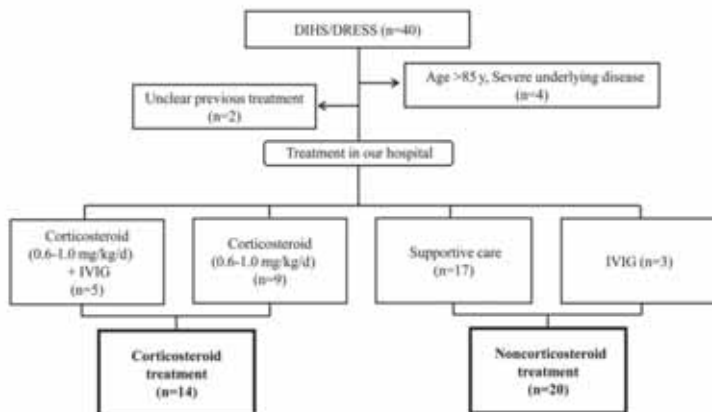 DIHS/DRESS (n=40)
Age >85 y, Severe underlying disease
(n=4)
Unclear previous treatment
(n=2)
Treatment in our hospital
Corticosteroid
(0.6-1.0 mg/kg/d)
+ IVIG
(n=5)
Corticosteroid
(0.6-1.0 mg/kg/d)
(n=9)
Supportive care
(n=17)
IVIG (n=3)
Corticosteroid
treatment
(n=14)
Noncorticosteroid
treatment
(n=20)